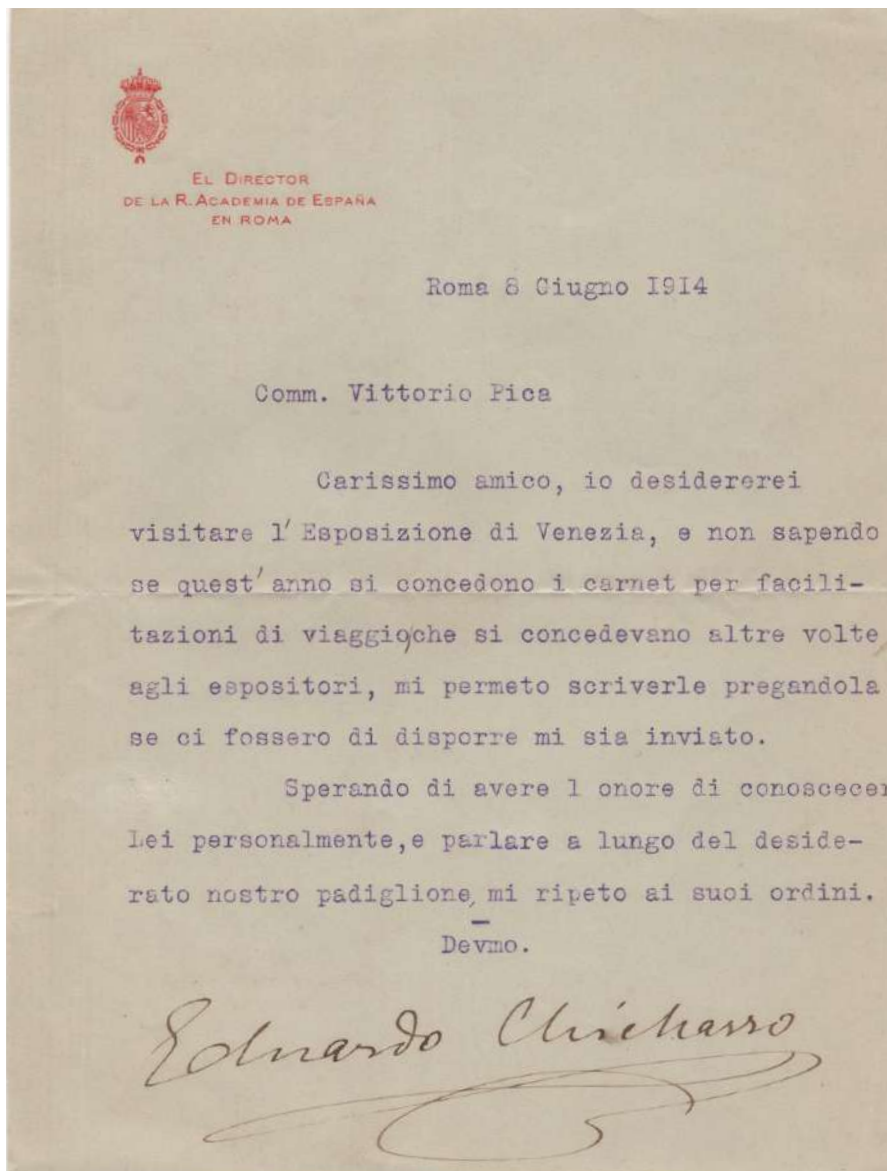 EL DIRECTOR
DE LA R. ACADEMIA DE ESPAÑA
EN ROMA
Roma 8 Giugno 1914
Comm. Vittorio Pica
Carissimo amico, io desidererei
visitare l'Esposizione di Venezia, e non sapendo
se quest'anno si concedono i carnet per facili-
tazioni di viaggio,che si concedevano altre volte
agli espositori, mi permeto scriverle pregandola
se ci fossero di disporre mi sia inviato.
Sperando di avere l onore di conoscecer
Lei personalmente,e parlare a lungo del deside-
rato nostro padiglione, mi ripeto ai suoi ordini.
Devmo.
Eduardo Chicharro